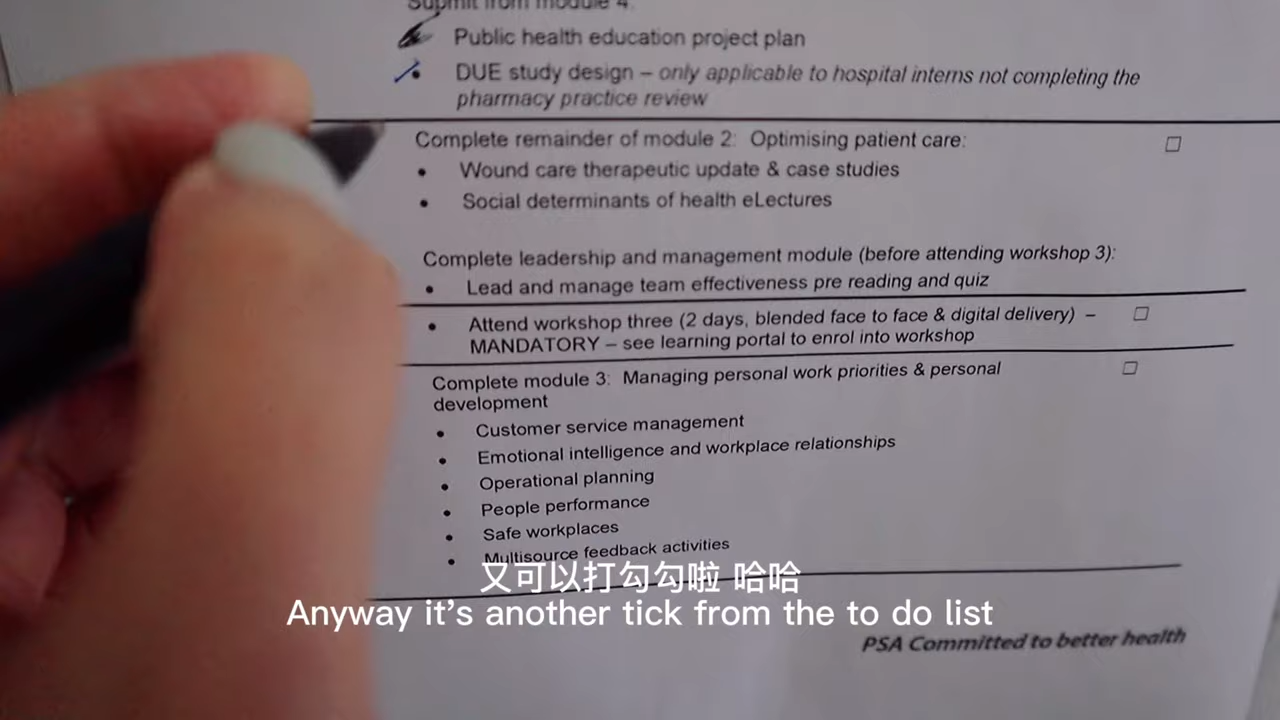 Submit from module 4:
Public health education project plan
DUE study design – only applicable to hospital interns not completing the
pharmacy practice review
Complete remainder of module 2: Optimising patient care:
Wound care therapeutic update & case studies
Social determinants of health eLectures
Complete leadership and management module (before attending workshop 3):
Lead and manage team effectiveness pre reading and quiz
Attend workshop three (2 days, blended face to face & digital delivery) –
MANDATORY – see learning portal to enrol into workshop
Complete module 3: Managing personal work priorities & personal
development
Customer service management
Emotional intelligence and workplace relationships
Operational planning
People performance
Safe workplaces
Multisource feedback activities
又可以打勾勾啦 哈哈
Anyway it's another tick from the to do list
PSA Committed to better health